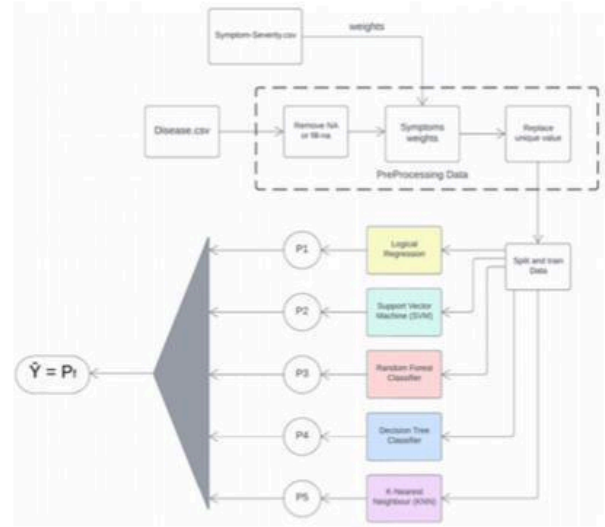 Symptom-Severity.csv
weights
Disease.csv
Remove NA
or fill-na
Symptoms
weights
Replace
unique value
PreProcessing Data
Split and train
Data
P1
Logical
Regression
P2
Support Vector
Machine (SVM)
P3
Random Forest
Classifier
Ŷ = Pf
P4
Decision Tree
Classifier
P5
K-Nearest
Neighbour (KNN)